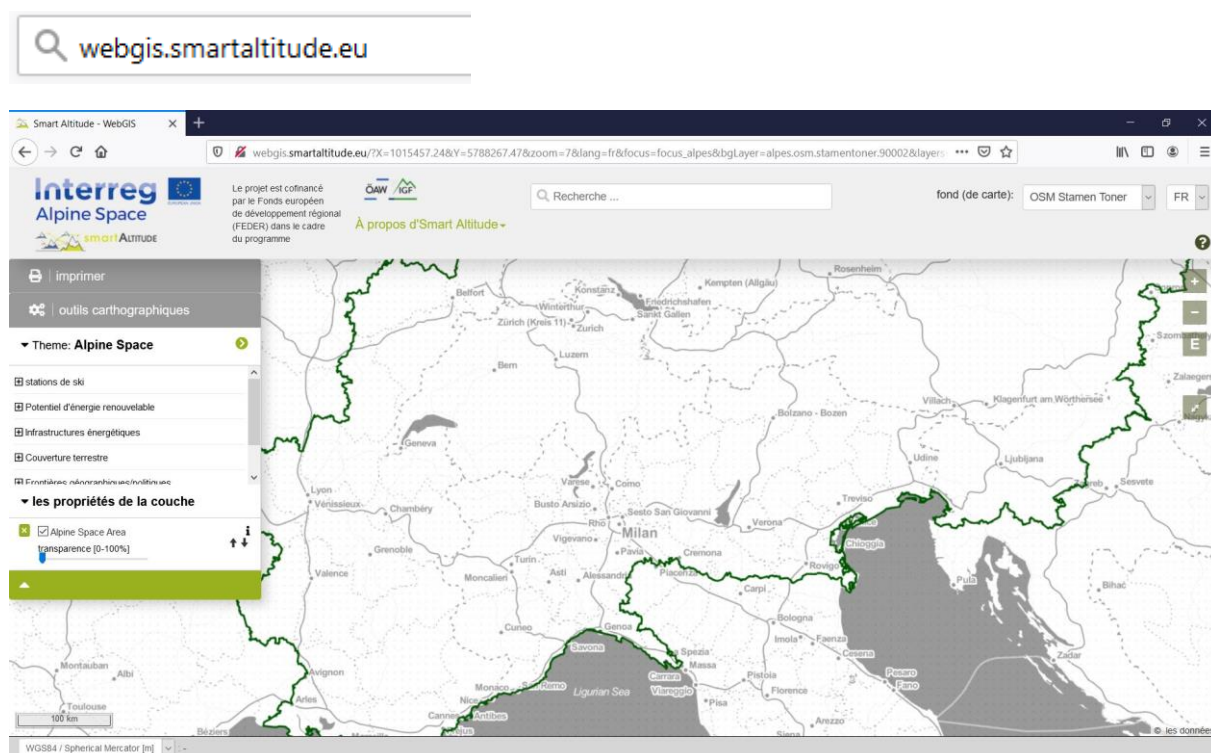 webgis.smartaltitude.eu
Smart Altitude - WebGIS
webgis.smartaltitude.eu/?X=1015457.24&Y=5788267.47&zoom=7&lang=fr&focus=focus_alpes&bgLayer=alpes.osm.stamentoner.90002&layers
Interreg
Alpine Space
smartALTITUDE
EUROPEAN UNION
Le projet est cofinancé
par le Fonds européen
de développement régional
(FEDER) dans le cadre
du programme
ÖAW IGF
À propos d'Smart Altitude
Recherche ...
fond (de carte): OSM Stamen Toner FR
imprimer
outils carthographiques
Theme: Alpine Space
stations de ski
Potentiel d'énergie renouvelable
Infrastructures énergétiques
Couverture terrestre
Frontières géographiques/politiques
les propriétés de la couche
Alpine Space Area
transparence [0-100%]
E
Rosenheim
Kempten (Allgäu)
Belfort
Konstanz
Friedrichshafen
Winterthur
Sankt Gallen
Zürich (Kreis 11)
Zurich
Luzern
Bern
Villach
Klagenfurt am Wörthersee
Bolzano - Bozen
Geneva
Udine
Ljubljana
Sesvete
Varese
Como
Lyon
Vénissieux
Chambéry
Busto Arsizio
Sesto San Giovanni
Treviso
Rho
Milan
Verona
Vigevano
Pavia
Cremona
Chioggia
Grenoble
Turin
Piacenza
Rovigo
Valence
Moncalieri
Asti
Carpi
Pula
Bihać
Bologna
Cuneo
Genoa
Imola
Faenza
Savona
Cesena
Spezia
Massa
Zadar
Montauban
Albi
Avignon
Carrara
Pistoia
Pesaro
Fano
Monaco
San Remo
Ligurian Sea
Viareggio
Florence
Toulouse
Arles
Nice
Pisa
Cannes
Antibes
Arezzo
100 km
Béziers
Siena
© les données
WGS84 / Spherical Mercator [m]